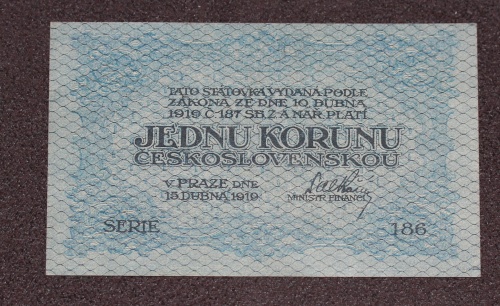 TATO STÁTOVKA VYDANÁ PODLE
ZÁKONA ZE DNE 10. DUBNA
1919 Č. 187 SB. Z. A NAŘ. PLATÍ
JEDNU KORUNU
ČESKOSLOVENSKOU
V PRAZE DNE
15. DUBNA 1919
MINISTR FINANCÍ
SERIE 186